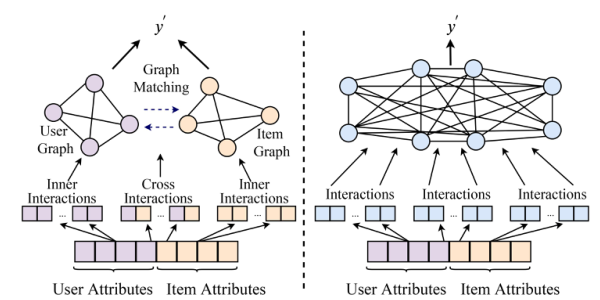 y′
Graph
Matching
User
Graph
Item
Graph
Inner
Interactions
Cross
Interactions
Inner
Interactions
...
...
...
User Attributes
Item Attributes
y′
Interactions
Interactions
Interactions
...
...
...
User Attributes
Item Attributes